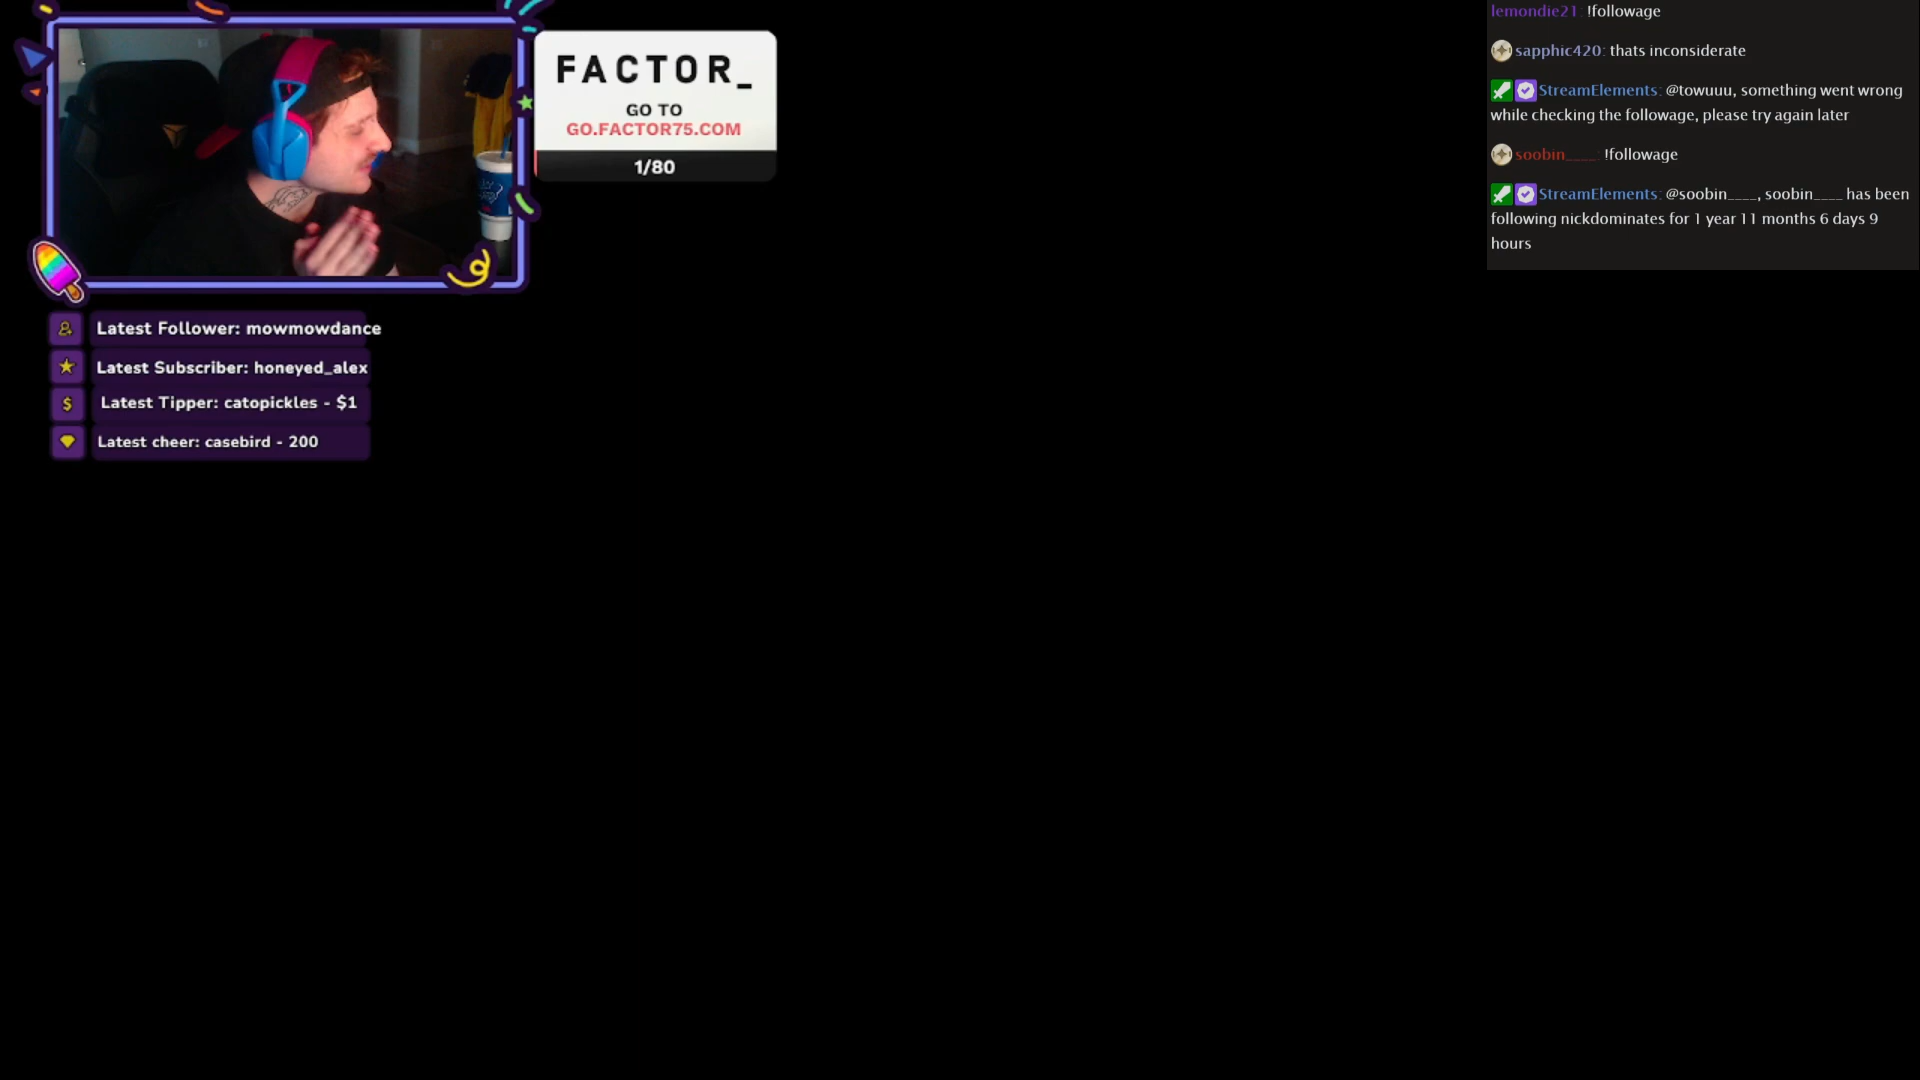 FACTOR_
GO TO
GO.FACTOR75.COM
1/80
Latest Follower: mowmowdance
Latest Subscriber: honeyed_alex
$
Latest Tipper: catopickles - $1
Latest cheer: casebird - 200
lemondie21: !followage
sapphic420: thats inconsiderate
StreamElements: @towuuu, something went wrong
while checking the followage, please try again later
soobin____: !followage
StreamElements: @soobin____, soobin____ has been
following nickdominates for 1 year 11 months 6 days 9
hours